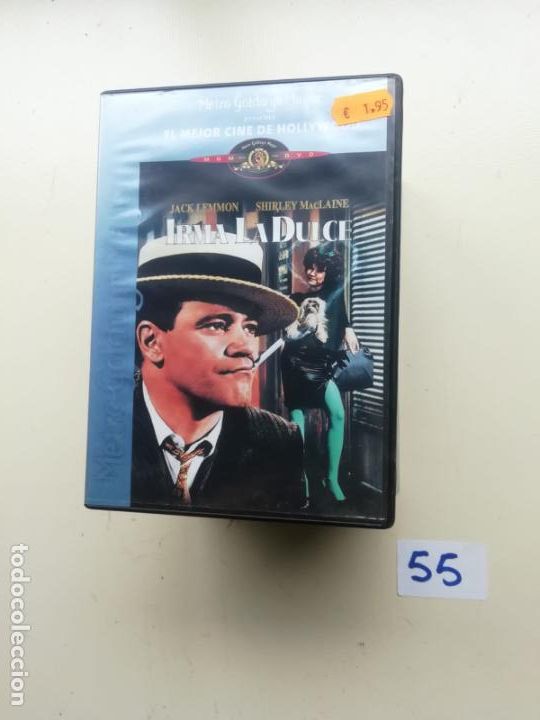 Metro Goldwyn Mayer
presenta
€ 1.95
EL MEJOR CINE DE HOLLYWOOD
MGM DVD
JACK LEMMON SHIRLEY MACLAINE
IRMA LA DULCE
55
todocoleccion